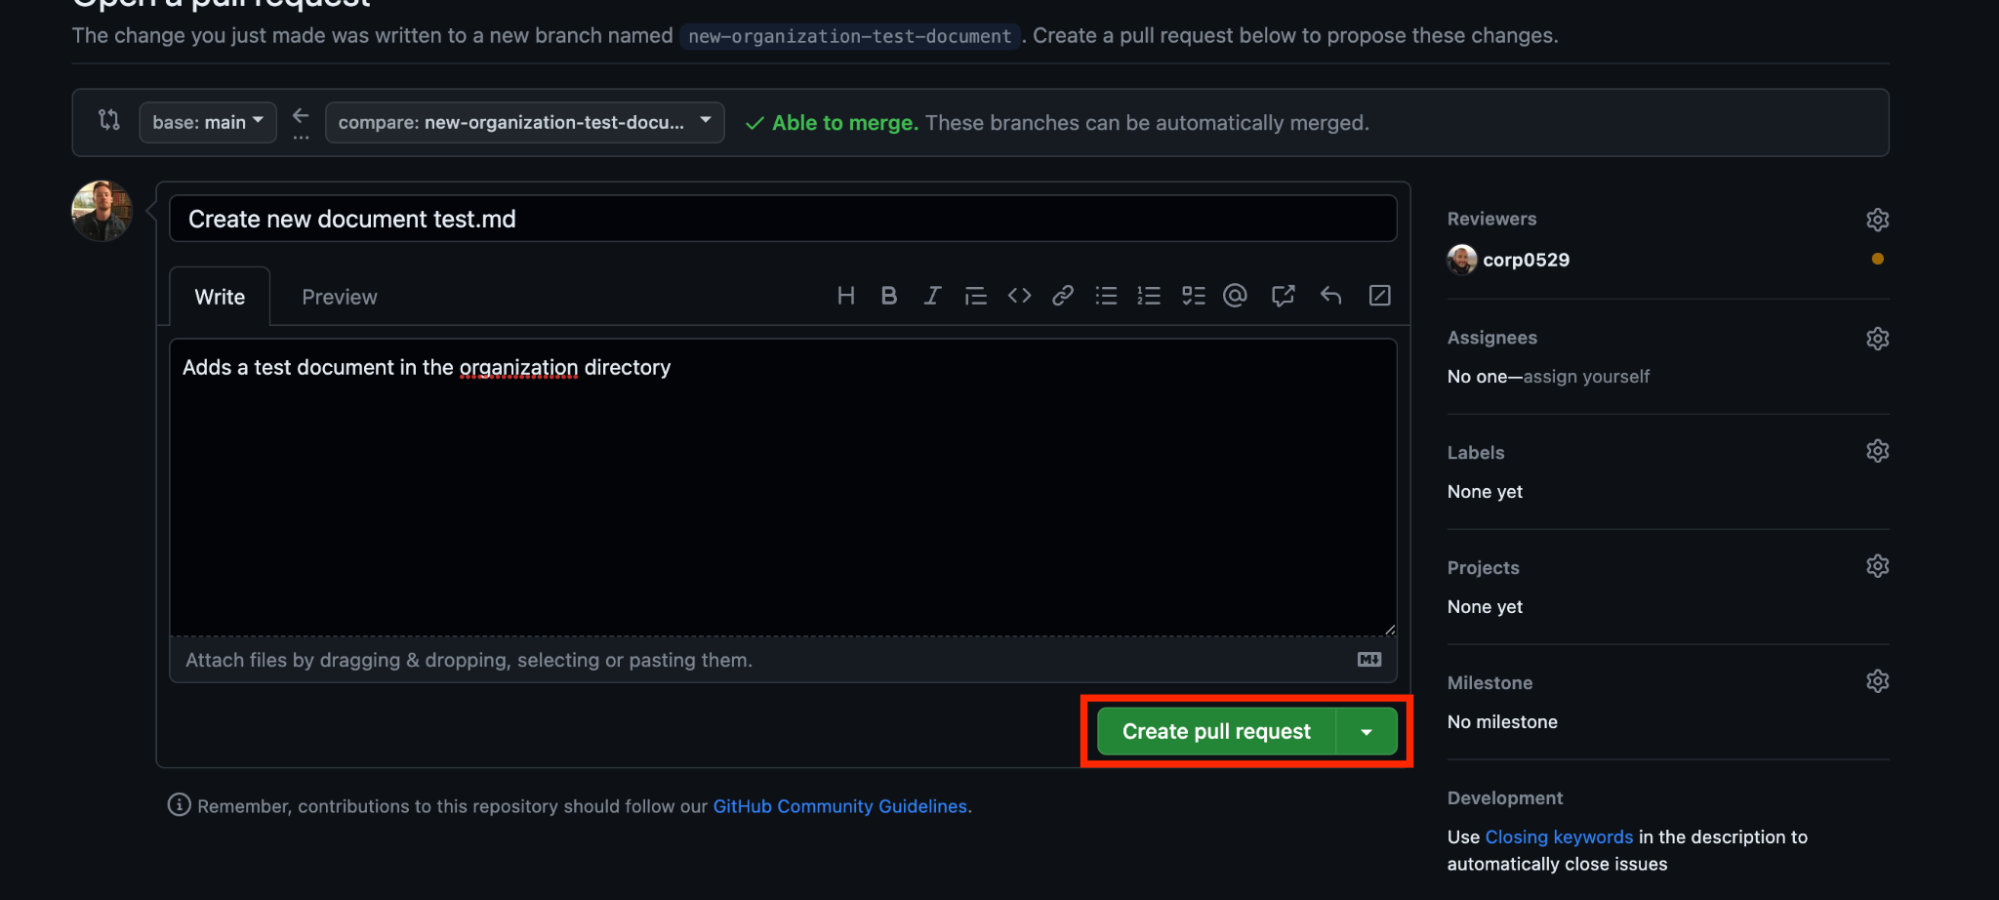 Open a pull request
The change you just made was written to a new branch named new-organization-test-document. Create a pull request below to propose these changes.
base: main
compare: new-organization-test-docu...
Able to merge. These branches can be automatically merged.
Create new document test.md
Write
Preview
Adds a test document in the organization directory
Attach files by dragging & dropping, selecting or pasting them.
Create pull request
Remember, contributions to this repository should follow our GitHub Community Guidelines.
Reviewers
corp0529
Assignees
No one—assign yourself
Labels
None yet
Projects
None yet
Milestone
No milestone
Development
Use Closing keywords in the description to
automatically close issues